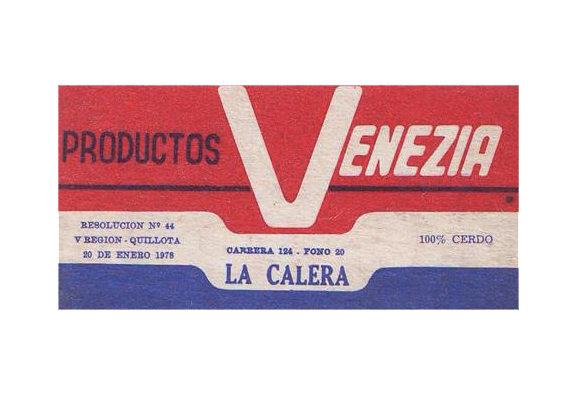 PRODUCTOS VENEZIA
RESOLUCION Nº 44
V REGION - QUILLOTA
20 DE ENERO 1978
CARRERA 124 - FONO 20
LA CALERA
100% CERDO